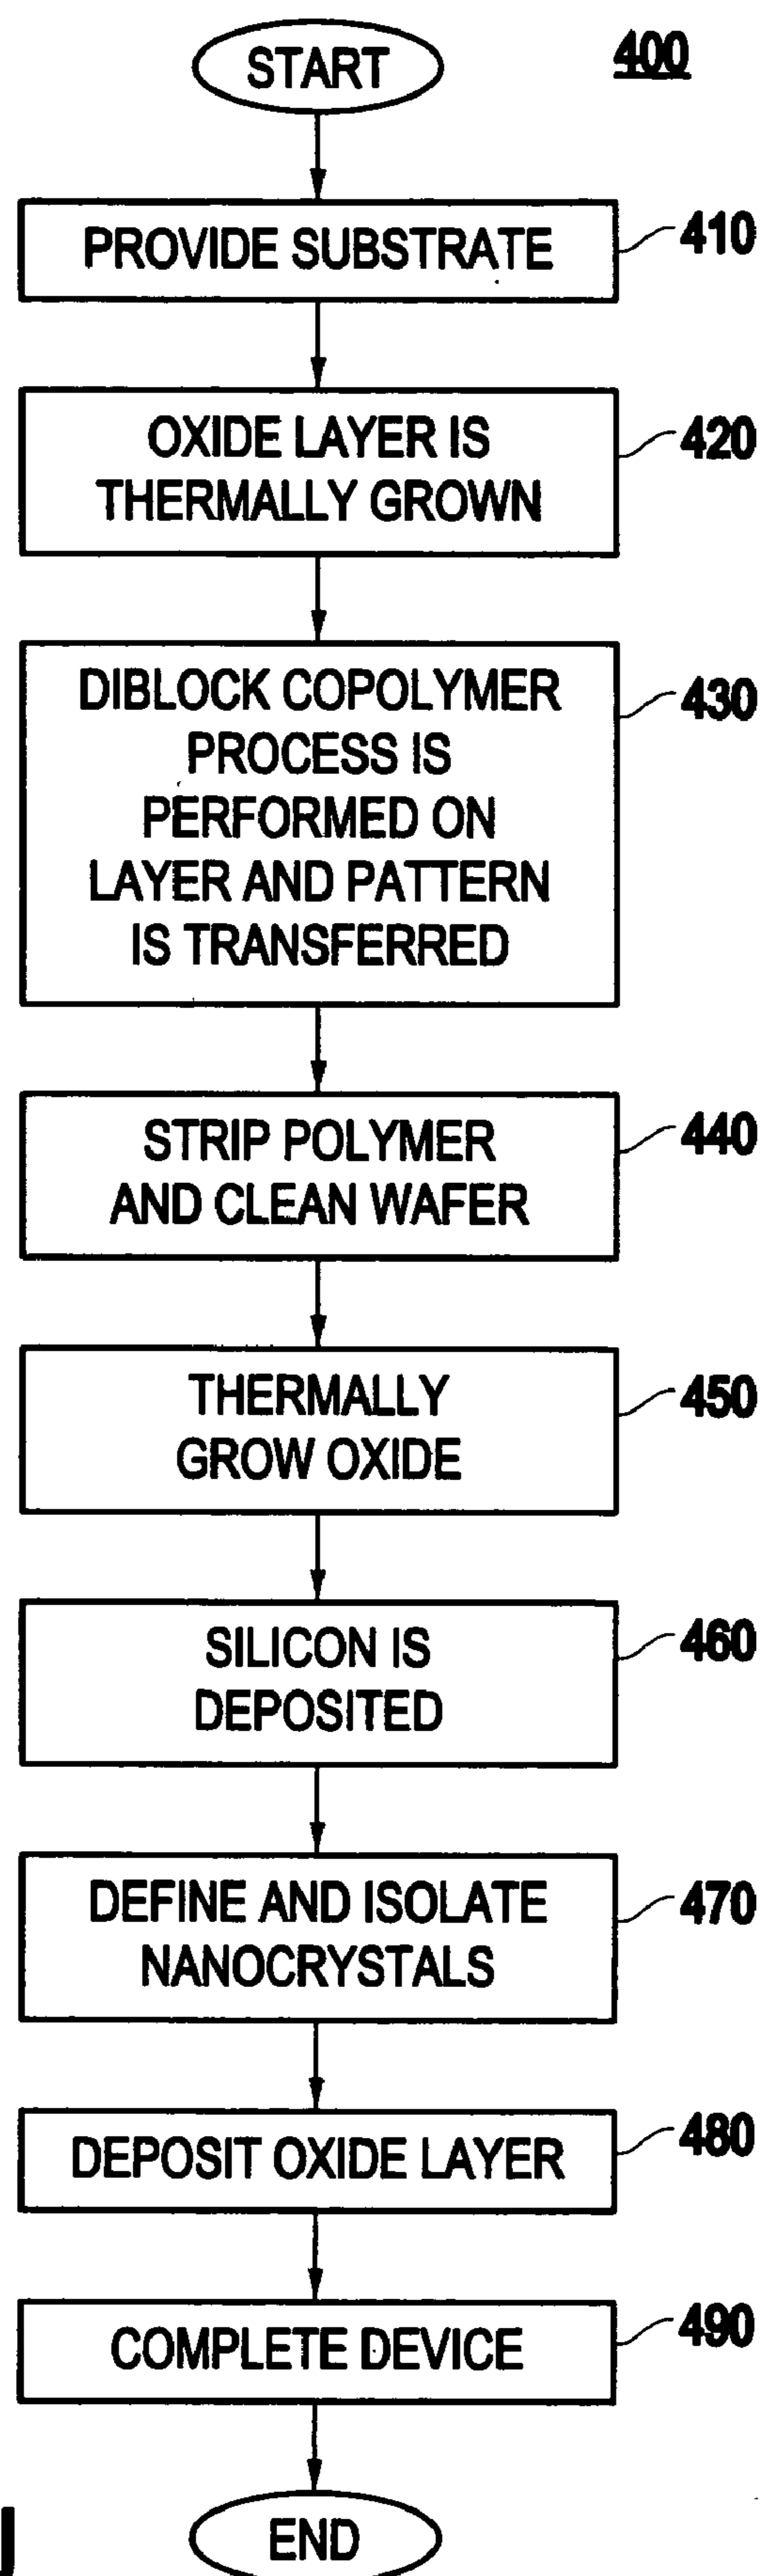 START
400
PROVIDE SUBSTRATE
410
OXIDE LAYER IS
THERMALLY GROWN
420
DIBLOCK COPOLYMER
PROCESS IS
PERFORMED ON
LAYER AND PATTERN
IS TRANSFERRED
430
STRIP POLYMER
AND CLEAN WAFER
440
THERMALLY
GROW OXIDE
450
SILICON IS
DEPOSITED
460
DEFINE AND ISOLATE
NANOCRYSTALS
470
DEPOSIT OXIDE LAYER
480
COMPLETE DEVICE
490
END